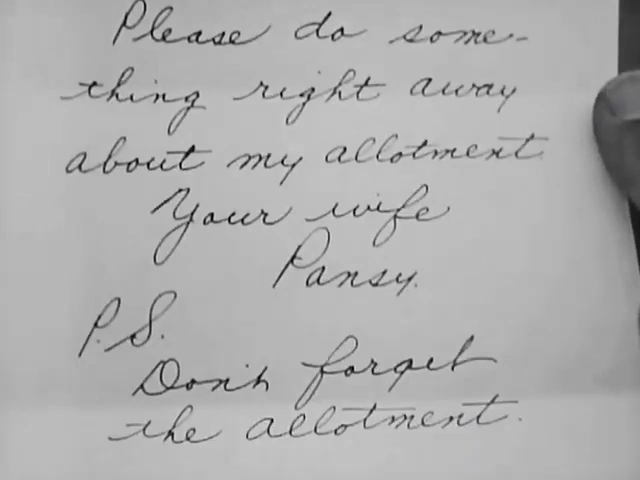 Please do some-
thing right away
about my allotment
Your wife
Pansy.
P.S.
Don't forget
the allotment.